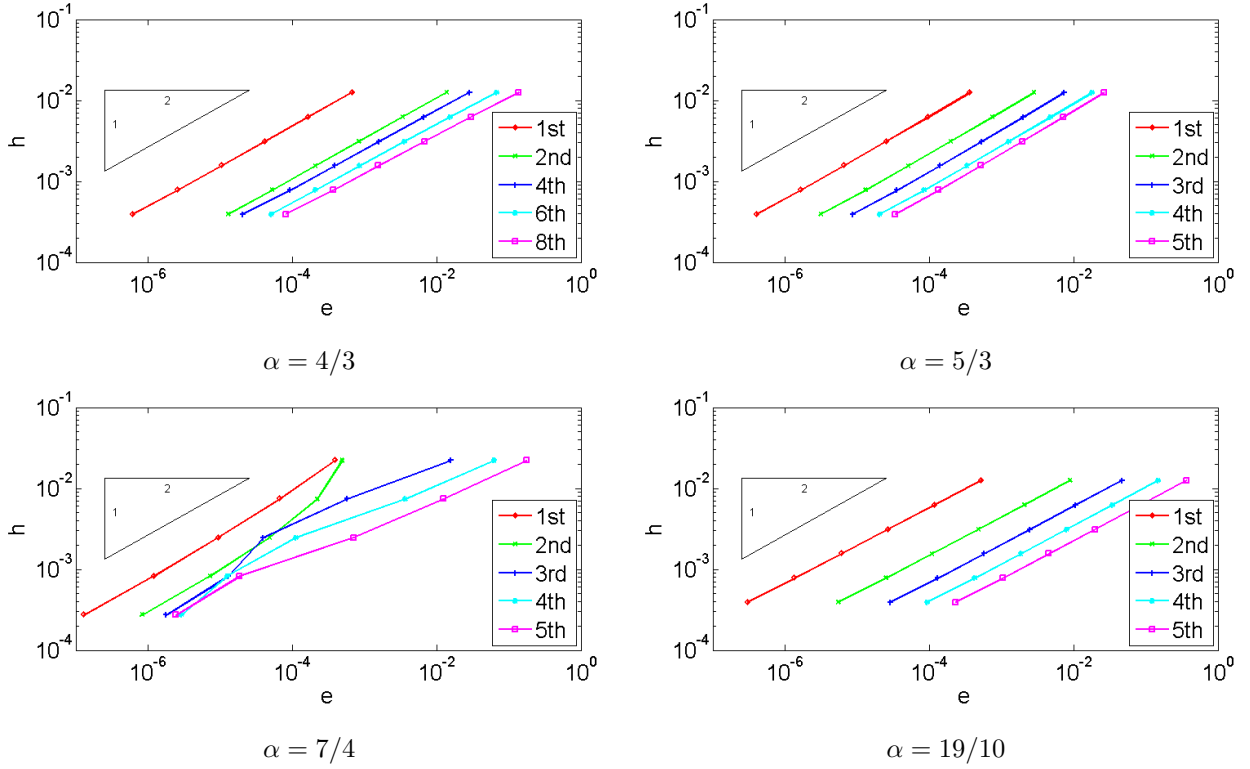 10^-1
10^-2
10^-3
10^-4
h
2
1
1st
2nd
4th
6th
8th
10^-6
10^-4
10^-2
10^0
e
α = 4/3
10^-1
10^-2
10^-3
10^-4
h
2
1
1st
2nd
3rd
4th
5th
10^-6
10^-4
10^-2
10^0
e
α = 5/3
10^-1
10^-2
10^-3
10^-4
h
2
1
1st
2nd
3rd
4th
5th
10^-6
10^-4
10^-2
10^0
e
α = 7/4
10^-1
10^-2
10^-3
10^-4
h
2
1
1st
2nd
3rd
4th
5th
10^-6
10^-4
10^-2
10^0
e
α = 19/10